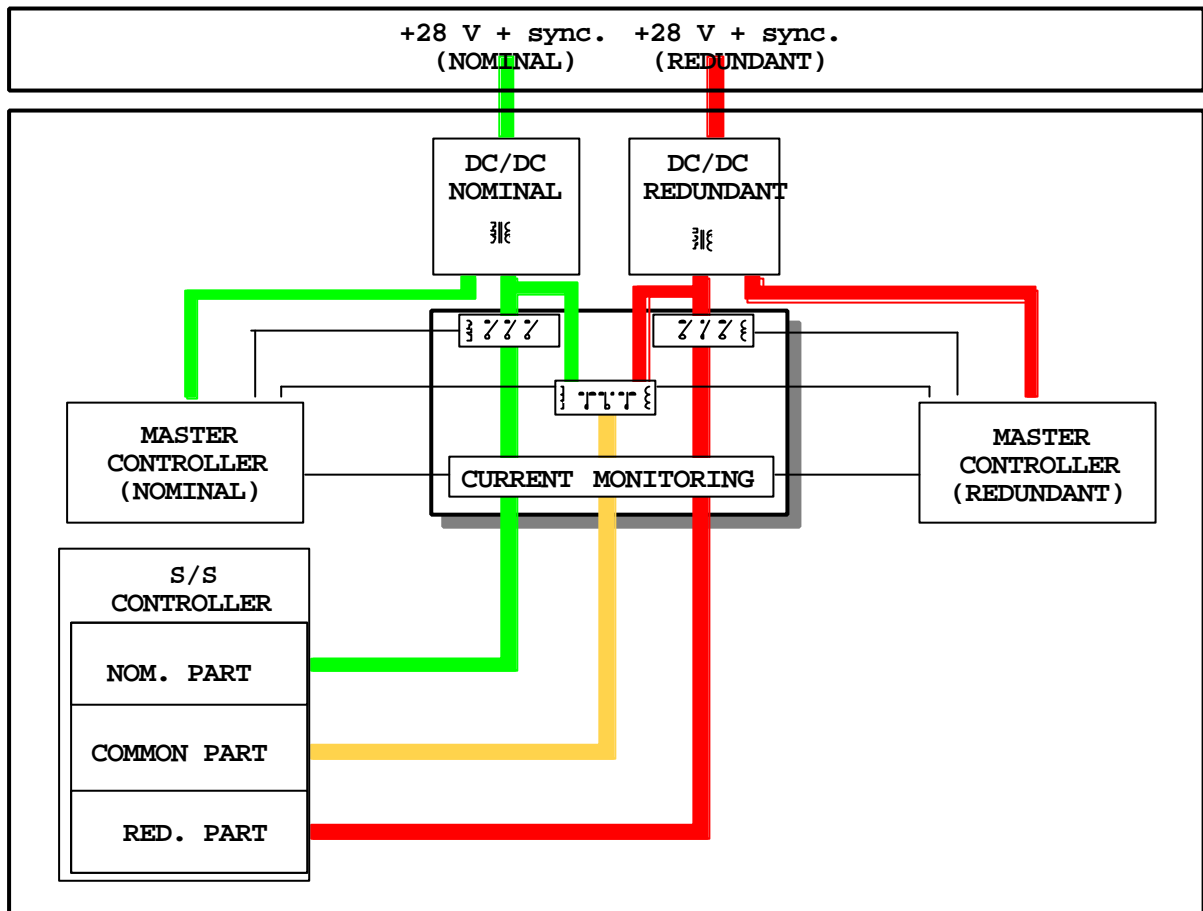 +28 V + sync. +28 V + sync.
(NOMINAL) (REDUNDANT)
DC/DC
NOMINAL
DC/DC
REDUNDANT
MASTER
CONTROLLER
(NOMINAL)
CURRENT MONITORING
MASTER
CONTROLLER
(REDUNDANT)
S/S
CONTROLLER
NOM. PART
COMMON PART
RED. PART